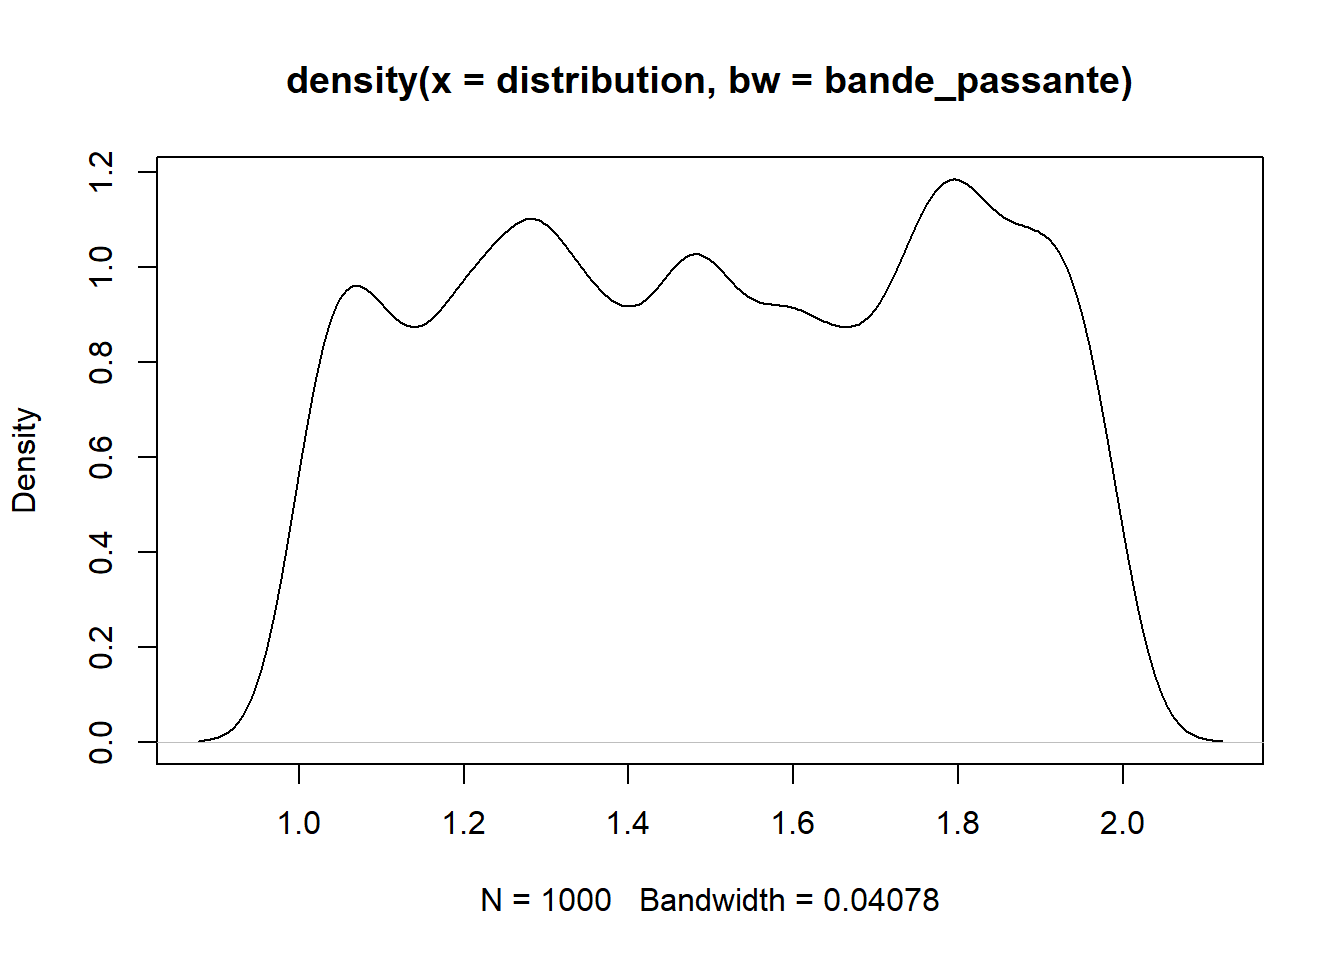 density(x = distribution, bw = bande_passante)
Density
1.2
1.0
0.8
0.6
0.4
0.2
0.0
1.0 1.2 1.4 1.6 1.8 2.0
N = 1000 Bandwidth = 0.04078